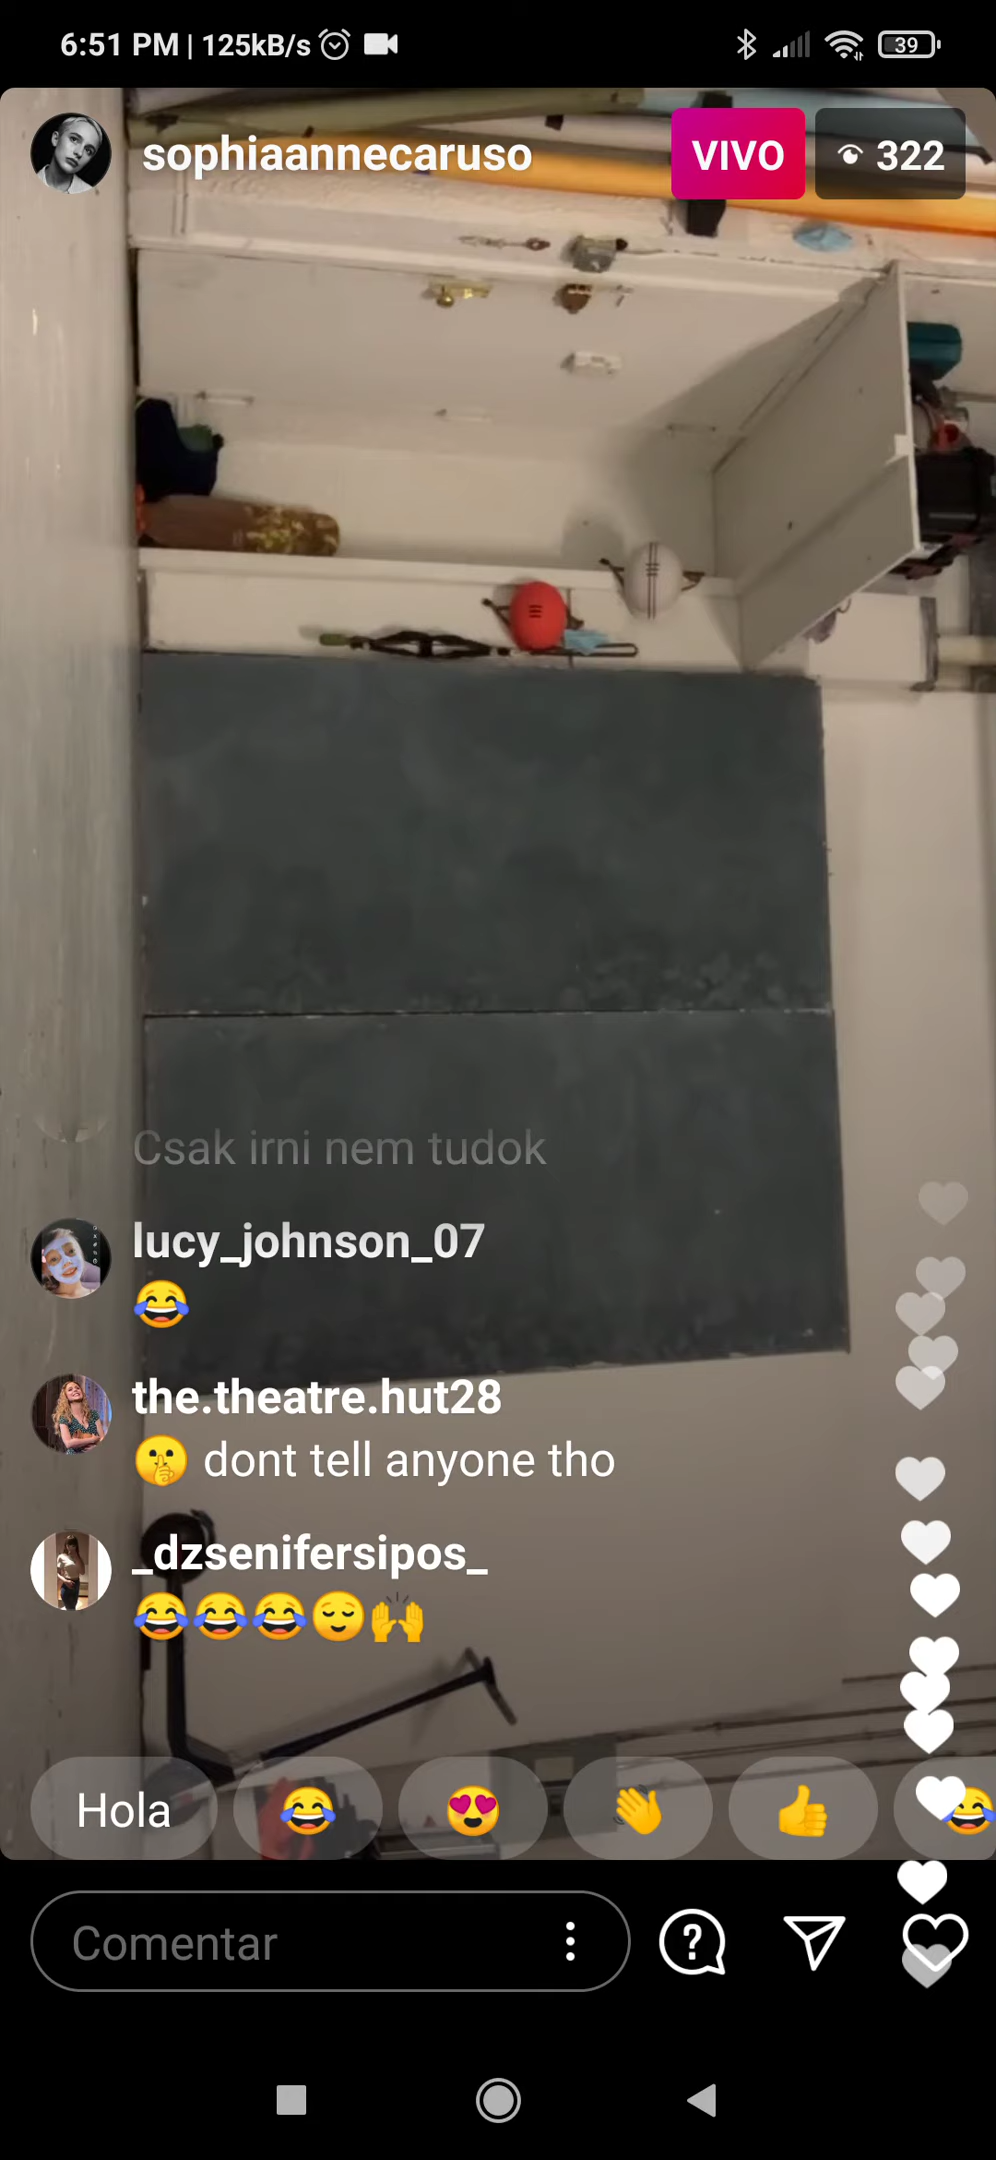 6:51 PM | 125kB/s 39
sophiaannecaruso VIVO 322
Csak irni nem tudok
lucy_johnson_07
😂
the.theatre.hut28
🤫 dont tell anyone tho
_dzsenifersipos_
😂😂😂😌🙌
Hola 😂 😍 👋 👍 😂
Comentar